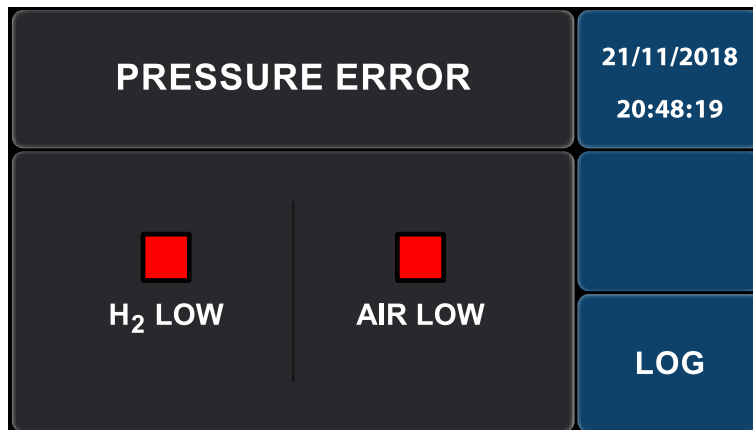 PRESSURE ERROR
21/11/2018
20:48:19
H₂ LOW
AIR LOW
LOG